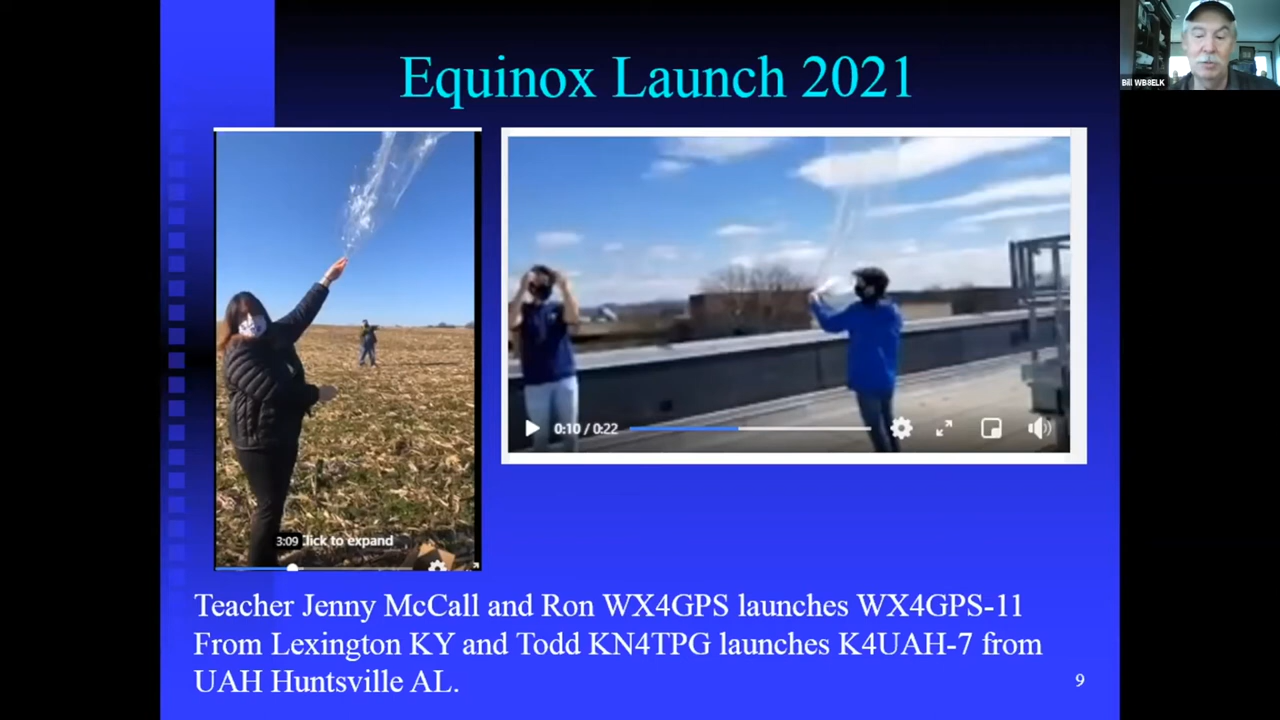 Equinox Launch 2021
Bill WB8ELK
0:10 / 0:22
3:09
lick to expand
Teacher Jenny McCall and Ron WX4GPS launches WX4GPS-11
From Lexington KY and Todd KN4TPG launches K4UAH-7 from
UAH Huntsville AL.
9